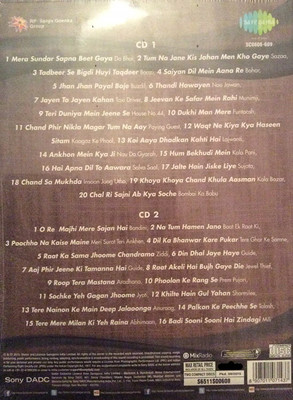 CD 1
1 Mera Sundar Sapna Beet Gaya Do Bhai, 2 Tum Na Jane Kis Jahan Men Kho Gaye Sazaa,
3 Tadbeer Se Bigdi Huyi Taqdeer Baazi, 4 Saiyan Dil Mein Aana Re Bahar,
5 Jhan Jhan Payal Baje Buzdil, 6 Thandi Hawayen
7 Jayen To Jayen Kahan Taxi Driver, 8 Jeevan Ke Safar Mein Rahi Munimji,
9 Teri Duniya Mein Jeene Se House No.44, 10 Dukhi Man Mere Funtoosh,
11 Chand Phir Nikla Magar Tum Na Aay Paying Guest, 12 Waqt Ne Kiya Kya Haseen
Sitam Kaagaz Ke Phool, 13 Kai Aaya Dhadkan Kahti Hai Lajwanti,
14 Ankhon Mein Kya Ji Nau Do Gyarah, 15 Hum Bekhudi Mein Kala Pani,
16 Hai Apna Dil To Aawara Solva Saal, 17 Jalte Hain Jiske Liye Sujata,
18 Chand Sa Mukhda Insaan Jaag Utha, 19 Khoya Khoya Chand Khula Aasman Kala Bazar,
20 Chal Ri Sajni Ab Kya Soche Bombai Ka Babu
CD 2
1 O Re Majhi Mere Sajan Hai Bandini, 2 Na Tum Hamen Jano Baat Ek Raat Ki,
3 Poochho Na Kaise Maine Meri Surat Teri Ankhen, 4 Dil Ka Bhanwar Kare Pukar Tere Ghar Ke Samne,
5 Raat Ka Sama Jhoome Chandrama Ziddi, 6 Din Dhal Jaye Haye Guide,
7 Aaj Phir Jeene Ki Tamanna Hai Guide, 8 Raat Akeli Hai Bujh Gaye Die Jewel Thief,
9 Roop Tera Mastana Aradhana, 10 Phoolon Ke Rang Se Prem Pujari,
11 Sochke Yeh Gagan Jhoome Jyoti, 12 Khilte Hain Gul Yahan Sharmilee,
13 Tere Nainon Ke Main Deep Jalaoonga Anuraag, 14 Palkan Ke Peechhe Se Talash,
15 Tere Mere Milan Ki Yeh Raina Abhimaan, 16 Badi Sooni Sooni Hai Zindagi Mili
MixRadio
Sony DADC
MAX RETAIL PRICE
S6511S00608